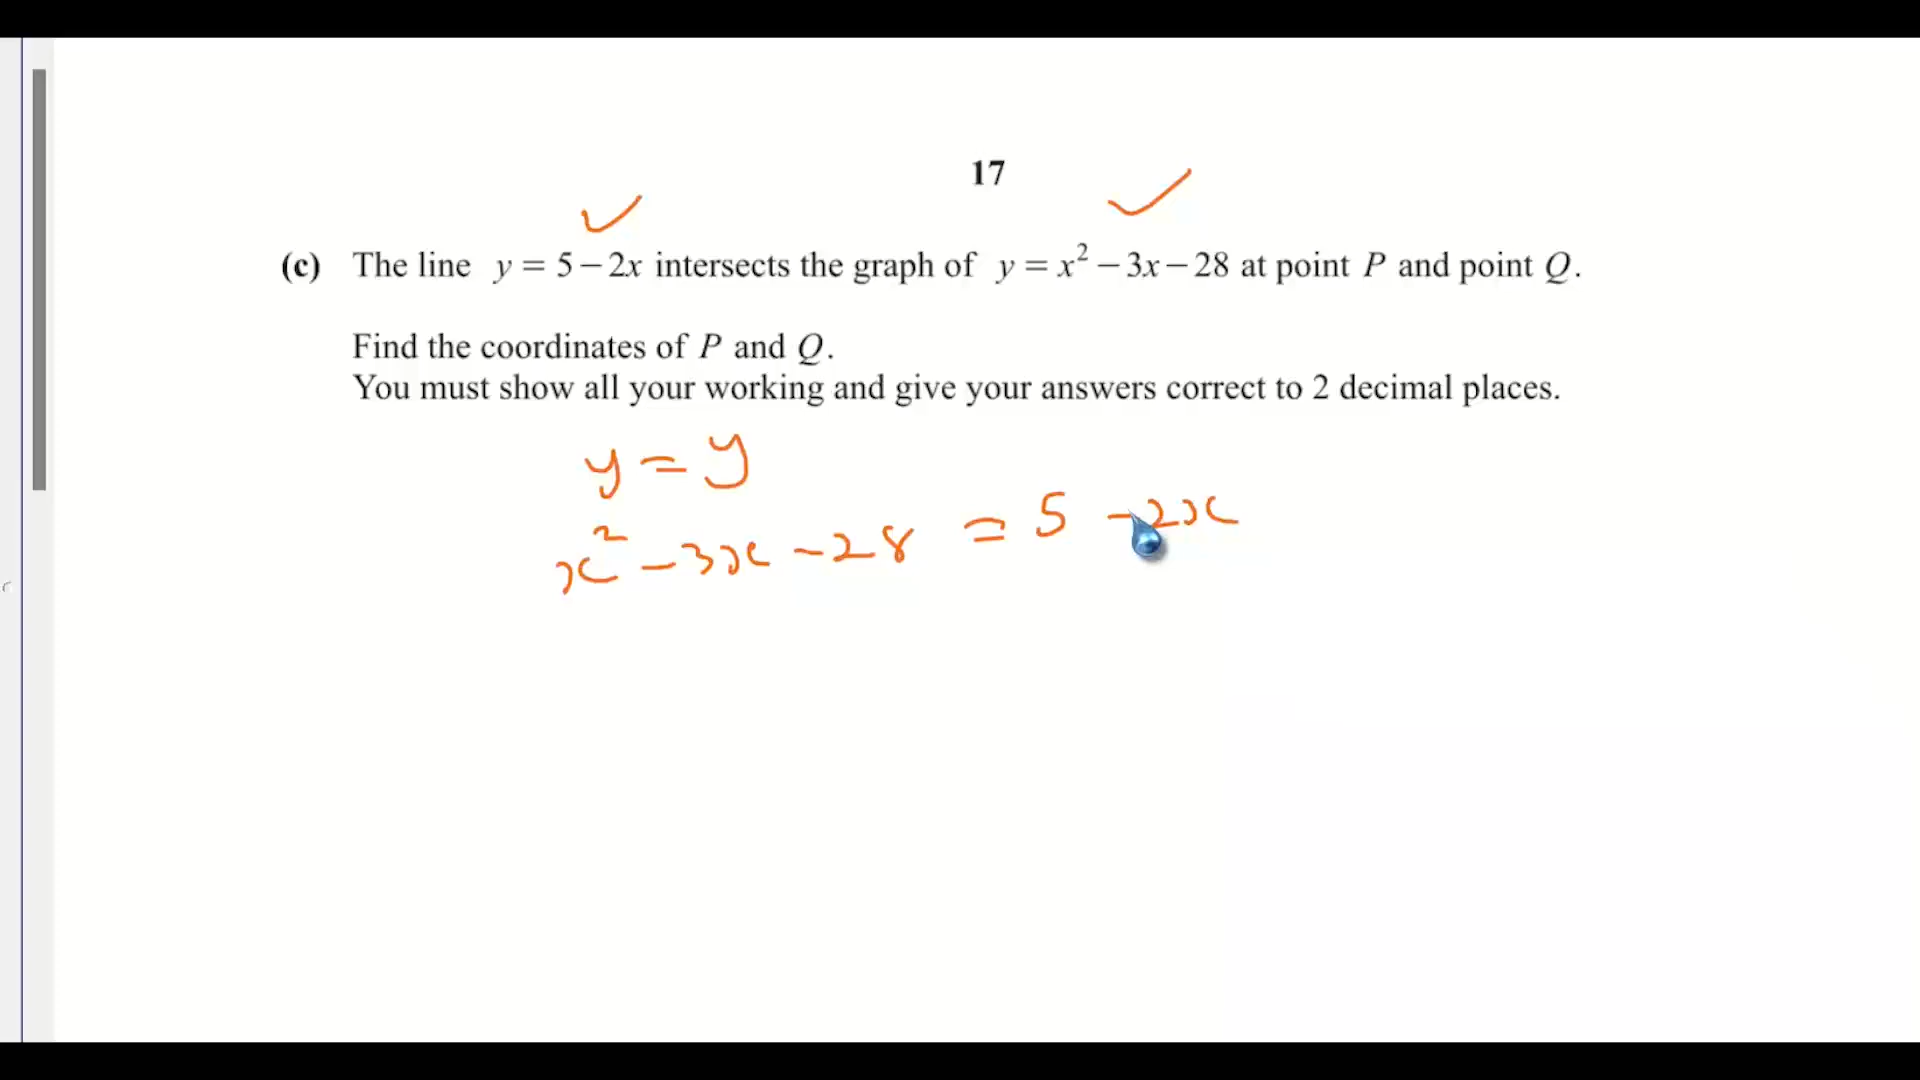 17
(c) The line y = 5 − 2x intersects the graph of y = x² − 3x − 28 at point P and point Q.
Find the coordinates of P and Q.
You must show all your working and give your answers correct to 2 decimal places.
y = y
x² − 3x − 28 = 5 − 2x